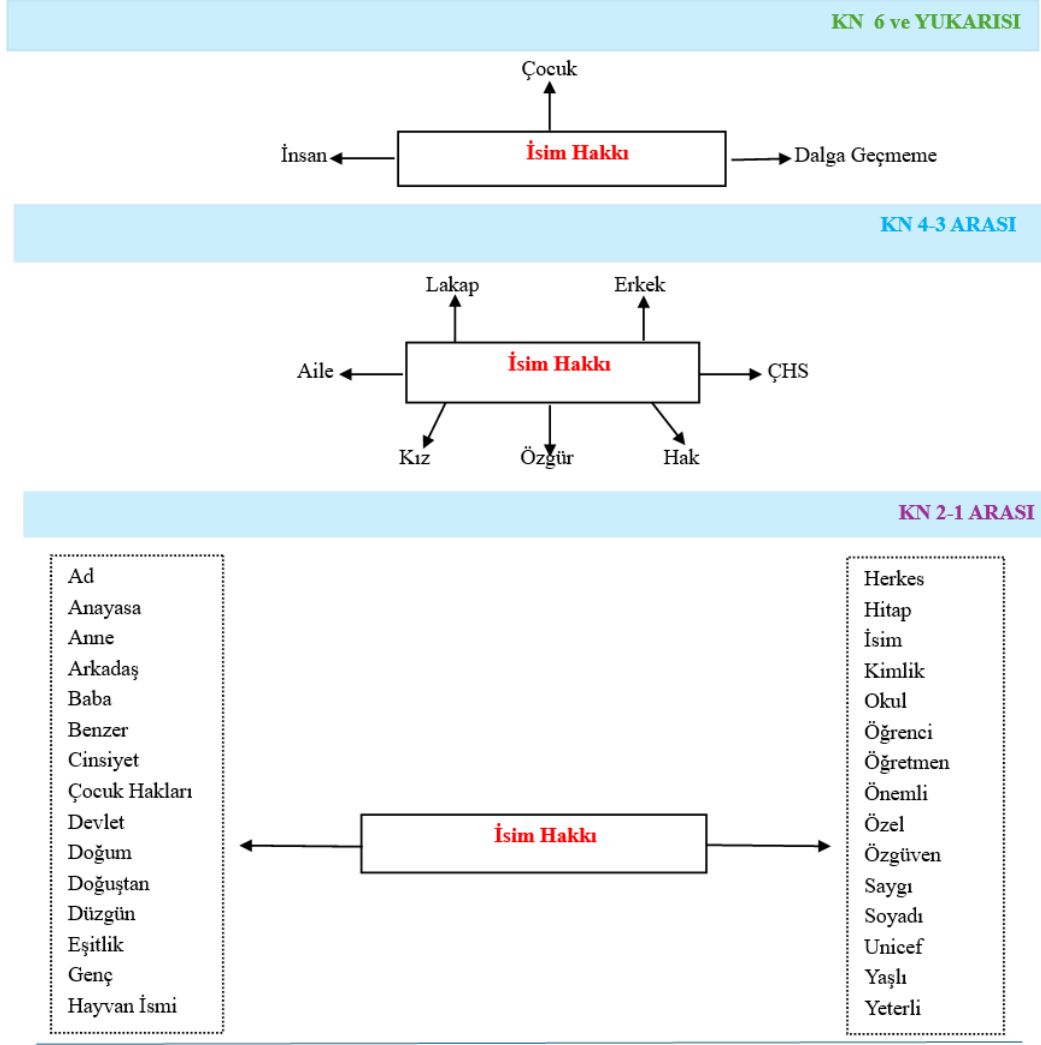 KN 6 ve YUKARISI
Çocuk
İnsan
İsim Hakkı
Dalga Geçmeme
KN 4-3 ARASI
Lakap
Erkek
Aile
İsim Hakkı
ÇHS
Kız
Özgür
Hak
KN 2-1 ARASI
Ad
Anayasa
Anne
Arkadaş
Baba
Benzer
Cinsiyet
Çocuk Hakları
Devlet
Doğum
Doğuştan
Düzgün
Eşitlik
Genç
Hayvan İsmi
İsim Hakkı
Herkes
Hitap
İsim
Kimlik
Okul
Öğrenci
Öğretmen
Önemli
Özel
Özgüven
Saygı
Soyadı
Unicef
Yaşlı
Yeterli